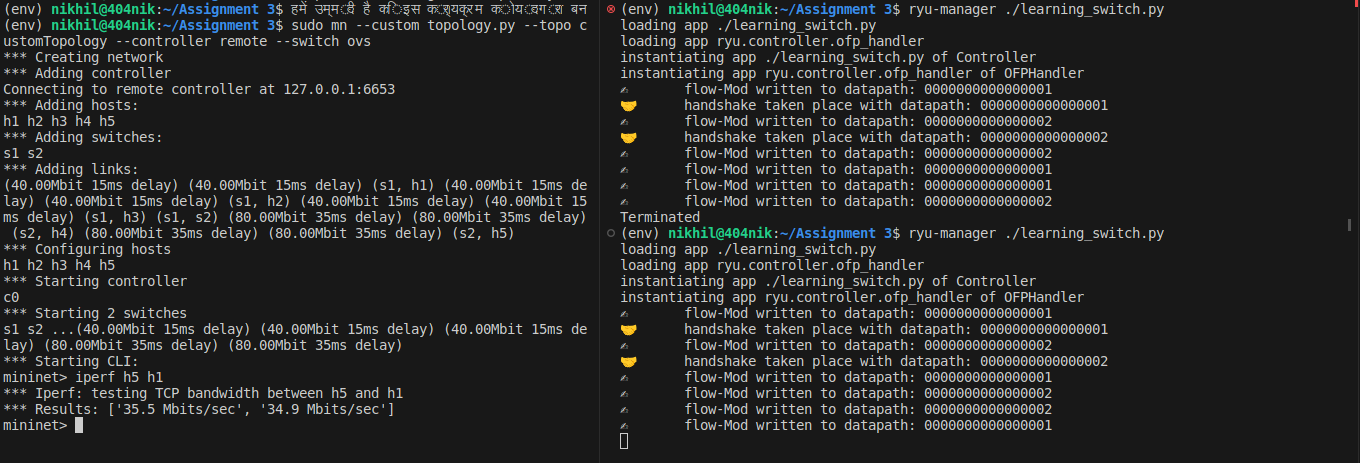 (env) nikhil@404nik:~/Assignment 3$ हमें उम्मीद है कि इस कार्यक्रम को योग बन
(env) nikhil@404nik:~/Assignment 3$ sudo mn --custom topology.py --topo c
ustomTopology --controller remote --switch ovs
*** Creating network
*** Adding controller
Connecting to remote controller at 127.0.0.1:6653
*** Adding hosts:
h1 h2 h3 h4 h5
*** Adding switches:
s1 s2
*** Adding links:
(40.00Mbit 15ms delay) (40.00Mbit 15ms delay) (s1, h1) (40.00Mbit 15ms de
lay) (40.00Mbit 15ms delay) (s1, h2) (40.00Mbit 15ms delay) (40.00Mbit 15
ms delay) (s1, h3) (s1, s2) (80.00Mbit 35ms delay) (80.00Mbit 35ms delay)
(s2, h4) (80.00Mbit 35ms delay) (80.00Mbit 35ms delay) (s2, h5)
*** Configuring hosts
h1 h2 h3 h4 h5
*** Starting controller
c0
*** Starting 2 switches
s1 s2 ...(40.00Mbit 15ms delay) (40.00Mbit 15ms delay) (40.00Mbit 15ms de
lay) (80.00Mbit 35ms delay) (80.00Mbit 35ms delay)
*** Starting CLI:
mininet> iperf h5 h1
*** Iperf: testing TCP bandwidth between h5 and h1
*** Results: ['35.5 Mbits/sec', '34.9 Mbits/sec']
mininet>
(env) nikhil@404nik:~/Assignment 3$ ryu-manager ./learning_switch.py
loading app ./learning_switch.py
loading app ryu.controller.ofp_handler
instantiating app ./learning_switch.py of Controller
instantiating app ryu.controller.ofp_handler of OFPHandler
✍ flow-Mod written to datapath: 0000000000000001
🤝 handshake taken place with datapath: 0000000000000001
✍ flow-Mod written to datapath: 0000000000000002
🤝 handshake taken place with datapath: 0000000000000002
✍ flow-Mod written to datapath: 0000000000000002
✍ flow-Mod written to datapath: 0000000000000001
✍ flow-Mod written to datapath: 0000000000000001
✍ flow-Mod written to datapath: 0000000000000002
Terminated
(env) nikhil@404nik:~/Assignment 3$ ryu-manager ./learning_switch.py
loading app ./learning_switch.py
loading app ryu.controller.ofp_handler
instantiating app ./learning_switch.py of Controller
instantiating app ryu.controller.ofp_handler of OFPHandler
✍ flow-Mod written to datapath: 0000000000000001
🤝 handshake taken place with datapath: 0000000000000001
✍ flow-Mod written to datapath: 0000000000000002
🤝 handshake taken place with datapath: 0000000000000002
✍ flow-Mod written to datapath: 0000000000000001
✍ flow-Mod written to datapath: 0000000000000002
✍ flow-Mod written to datapath: 0000000000000002
✍ flow-Mod written to datapath: 0000000000000001